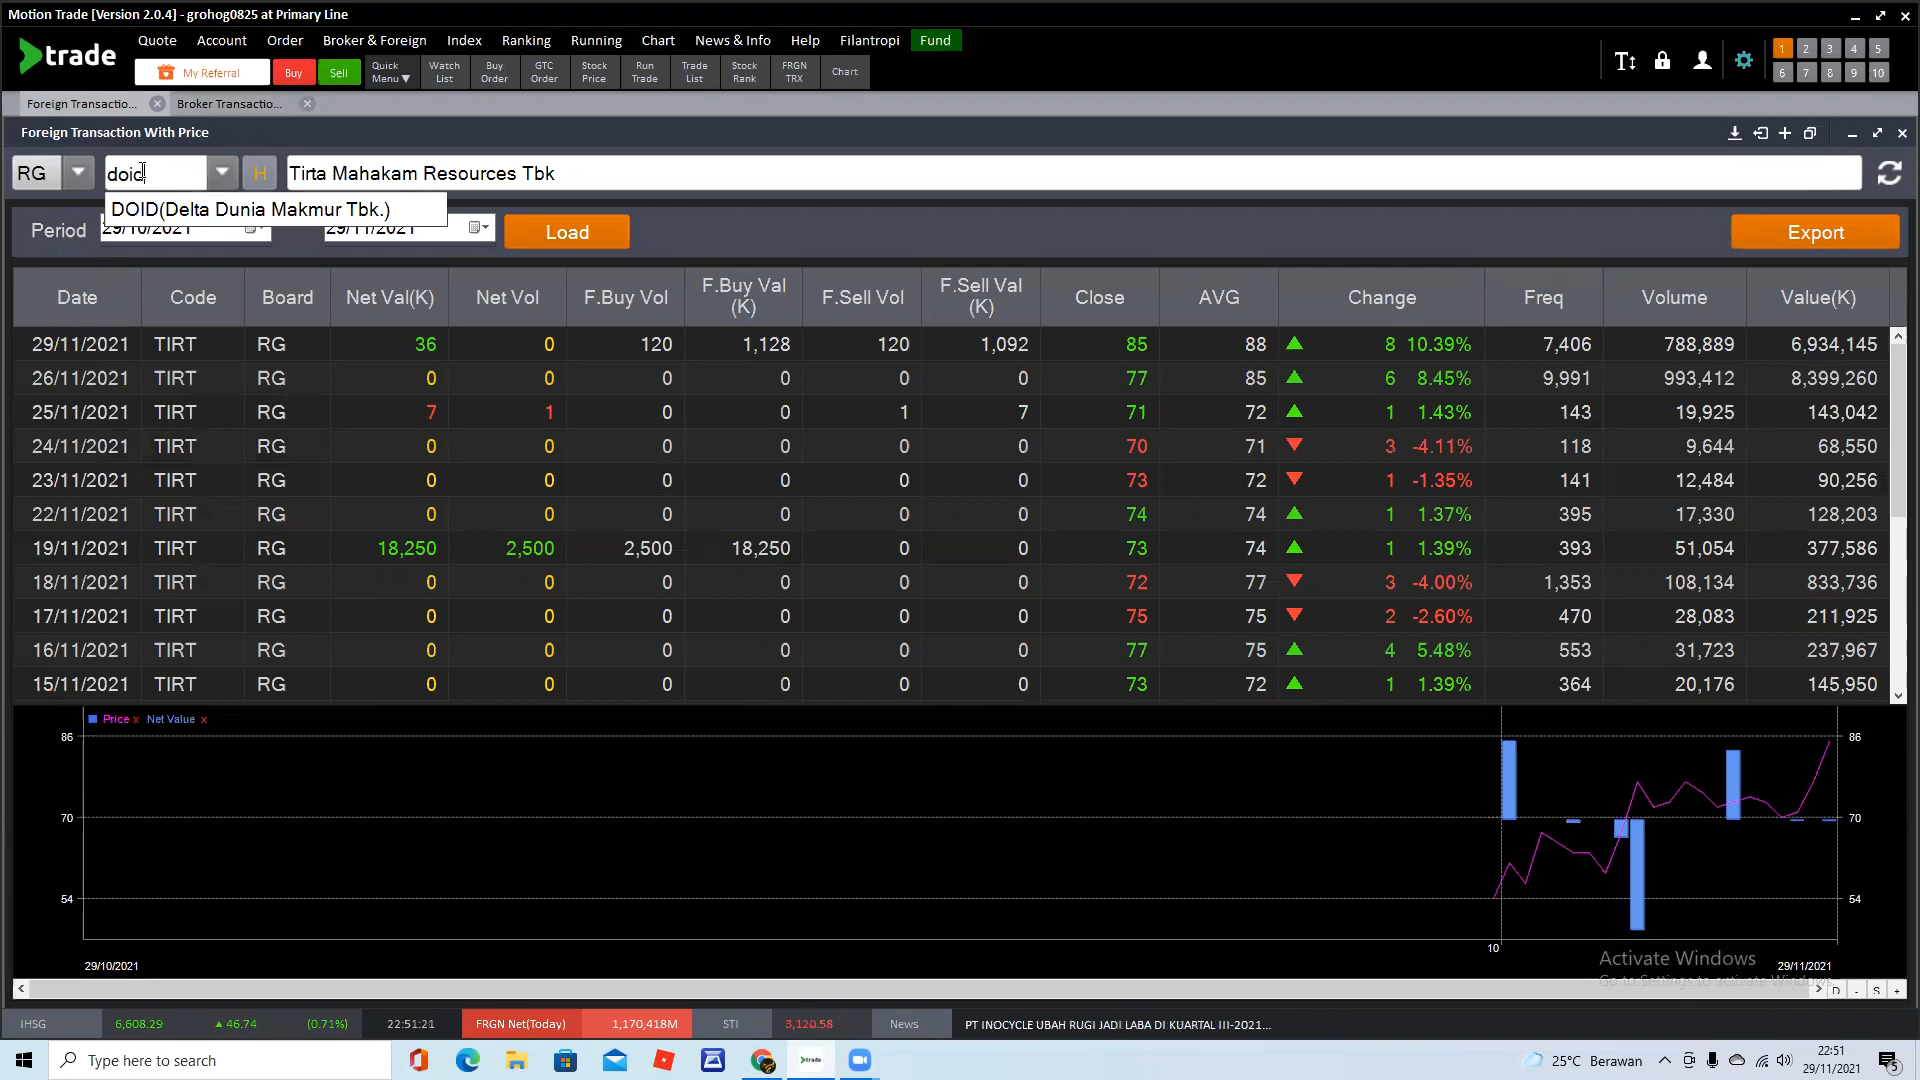 Motion Trade [Version 2.0.4] - grohog0825 at Primary Line
trade
Quote Account Order Broker & Foreign Index Ranking Running Chart News & Info Help Filantropi Fund
My Referral Buy Sell Quick Menu▼ Watch List Buy Order GTC Order Stock Price Run Trade Trade List Stock Rank FRGN TRX Chart
1 2 3 4 5
6 7 8 9 10
Foreign Transactio... Broker Transactio...
Foreign Transaction With Price
RG doid H Tirta Mahakam Resources Tbk
DOID(Delta Dunia Makmur Tbk.)
Period 29/10/2021 29/11/2021 Load Export
Date Code Board Net Val(K) Net Vol F.Buy Vol F.Buy Val (K) F.Sell Vol F.Sell Val (K) Close AVG Change Freq Volume Value(K)
29/11/2021 TIRT RG 36 0 120 1,128 120 1,092 85 88 8 10.39% 7,406 788,889 6,934,145
26/11/2021 TIRT RG 0 0 0 0 0 0 77 85 6 8.45% 9,991 993,412 8,399,260
25/11/2021 TIRT RG 7 1 0 0 1 7 71 72 1 1.43% 143 19,925 143,042
24/11/2021 TIRT RG 0 0 0 0 0 0 70 71 3 -4.11% 118 9,644 68,550
23/11/2021 TIRT RG 0 0 0 0 0 0 73 72 1 -1.35% 141 12,484 90,256
22/11/2021 TIRT RG 0 0 0 0 0 0 74 74 1 1.37% 395 17,330 128,203
19/11/2021 TIRT RG 18,250 2,500 2,500 18,250 0 0 73 74 1 1.39% 393 51,054 377,586
18/11/2021 TIRT RG 0 0 0 0 0 0 72 77 3 -4.00% 1,353 108,134 833,736
17/11/2021 TIRT RG 0 0 0 0 0 0 75 75 2 -2.60% 470 28,083 211,925
16/11/2021 TIRT RG 0 0 0 0 0 0 77 75 4 5.48% 553 31,723 237,967
15/11/2021 TIRT RG 0 0 0 0 0 0 73 72 1 1.39% 364 20,176 145,950
Price x Net Value x
86 86
70 70
54 54
10
29/10/2021 29/11/2021
Activate Windows
Go to Settings to activate Windows.
D - S +
IHSG 6,608.29 ▲46.74 (0.71%) 22:51:21 FRGN Net(Today) 1,170,418M STI 3,120.58 News PT INOCYCLE UBAH RUGI JADI LABA DI KUARTAL III-2021...
Type here to search
trade
25°C Berawan
22:51
29/11/2021
5